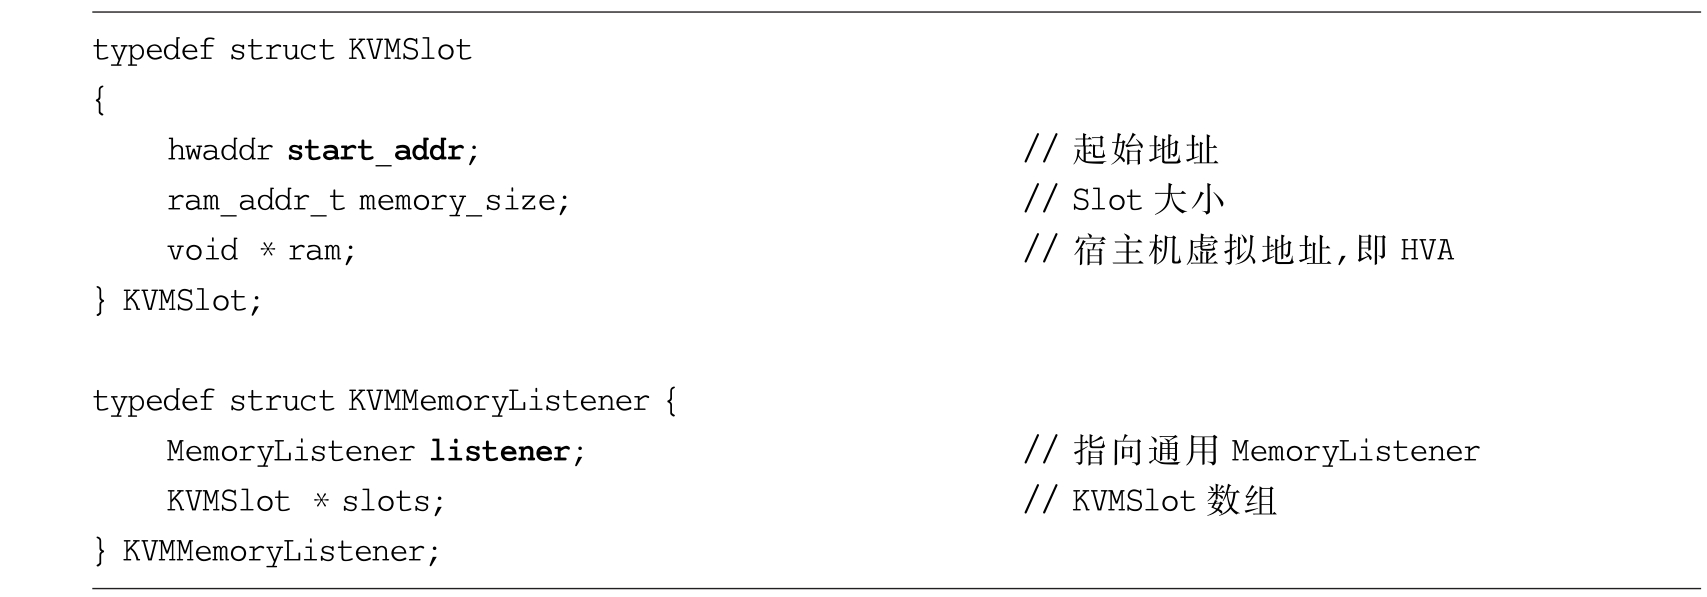 typedef struct KVMSlot
{
hwaddr start_addr; // 起始地址
ram_addr_t memory_size; // Slot 大小
void * ram; // 宿主机虚拟地址,即 HVA
} KVMSlot;
typedef struct KVMMemoryListener {
MemoryListener listener; // 指向通用 MemoryListener
KVMSlot * slots; // KVMSlot 数组
} KVMMemoryListener;